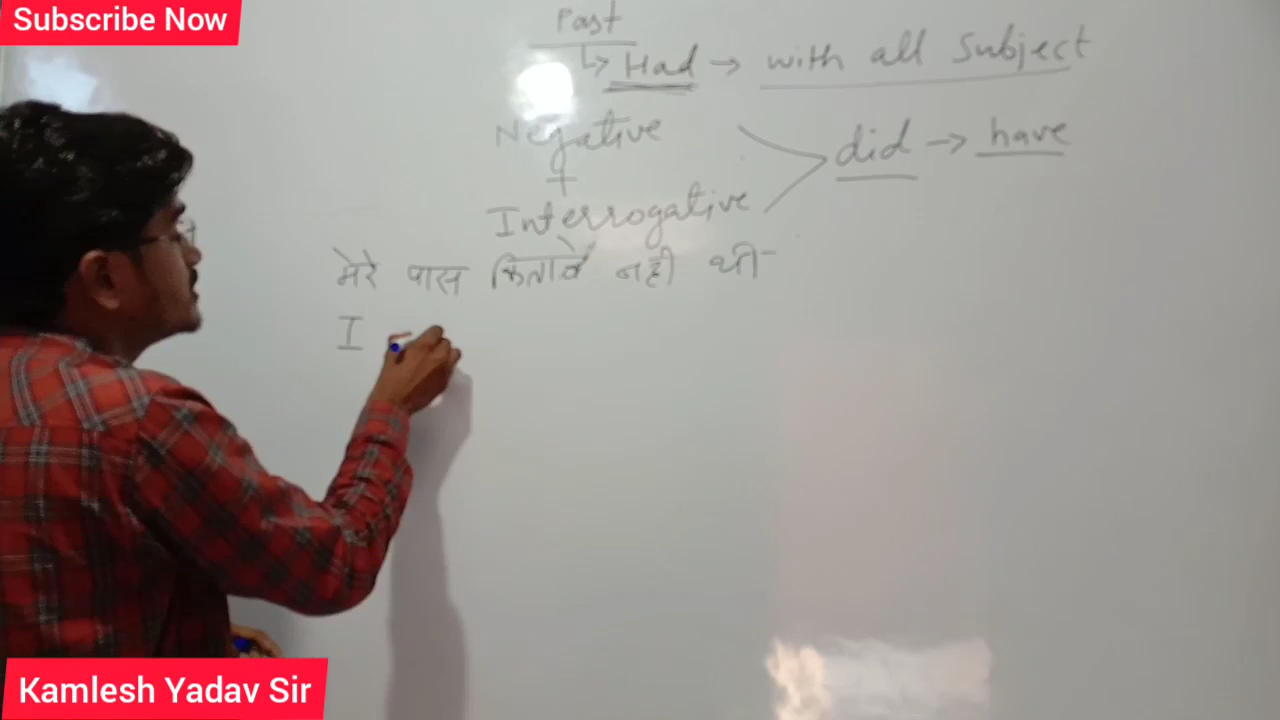 Subscribe Now
Past
↳ Had → with all Subject
Negative
+
Interrogative
did → have
मेरे पास किताबें नही थी-
I
Kamlesh Yadav Sir